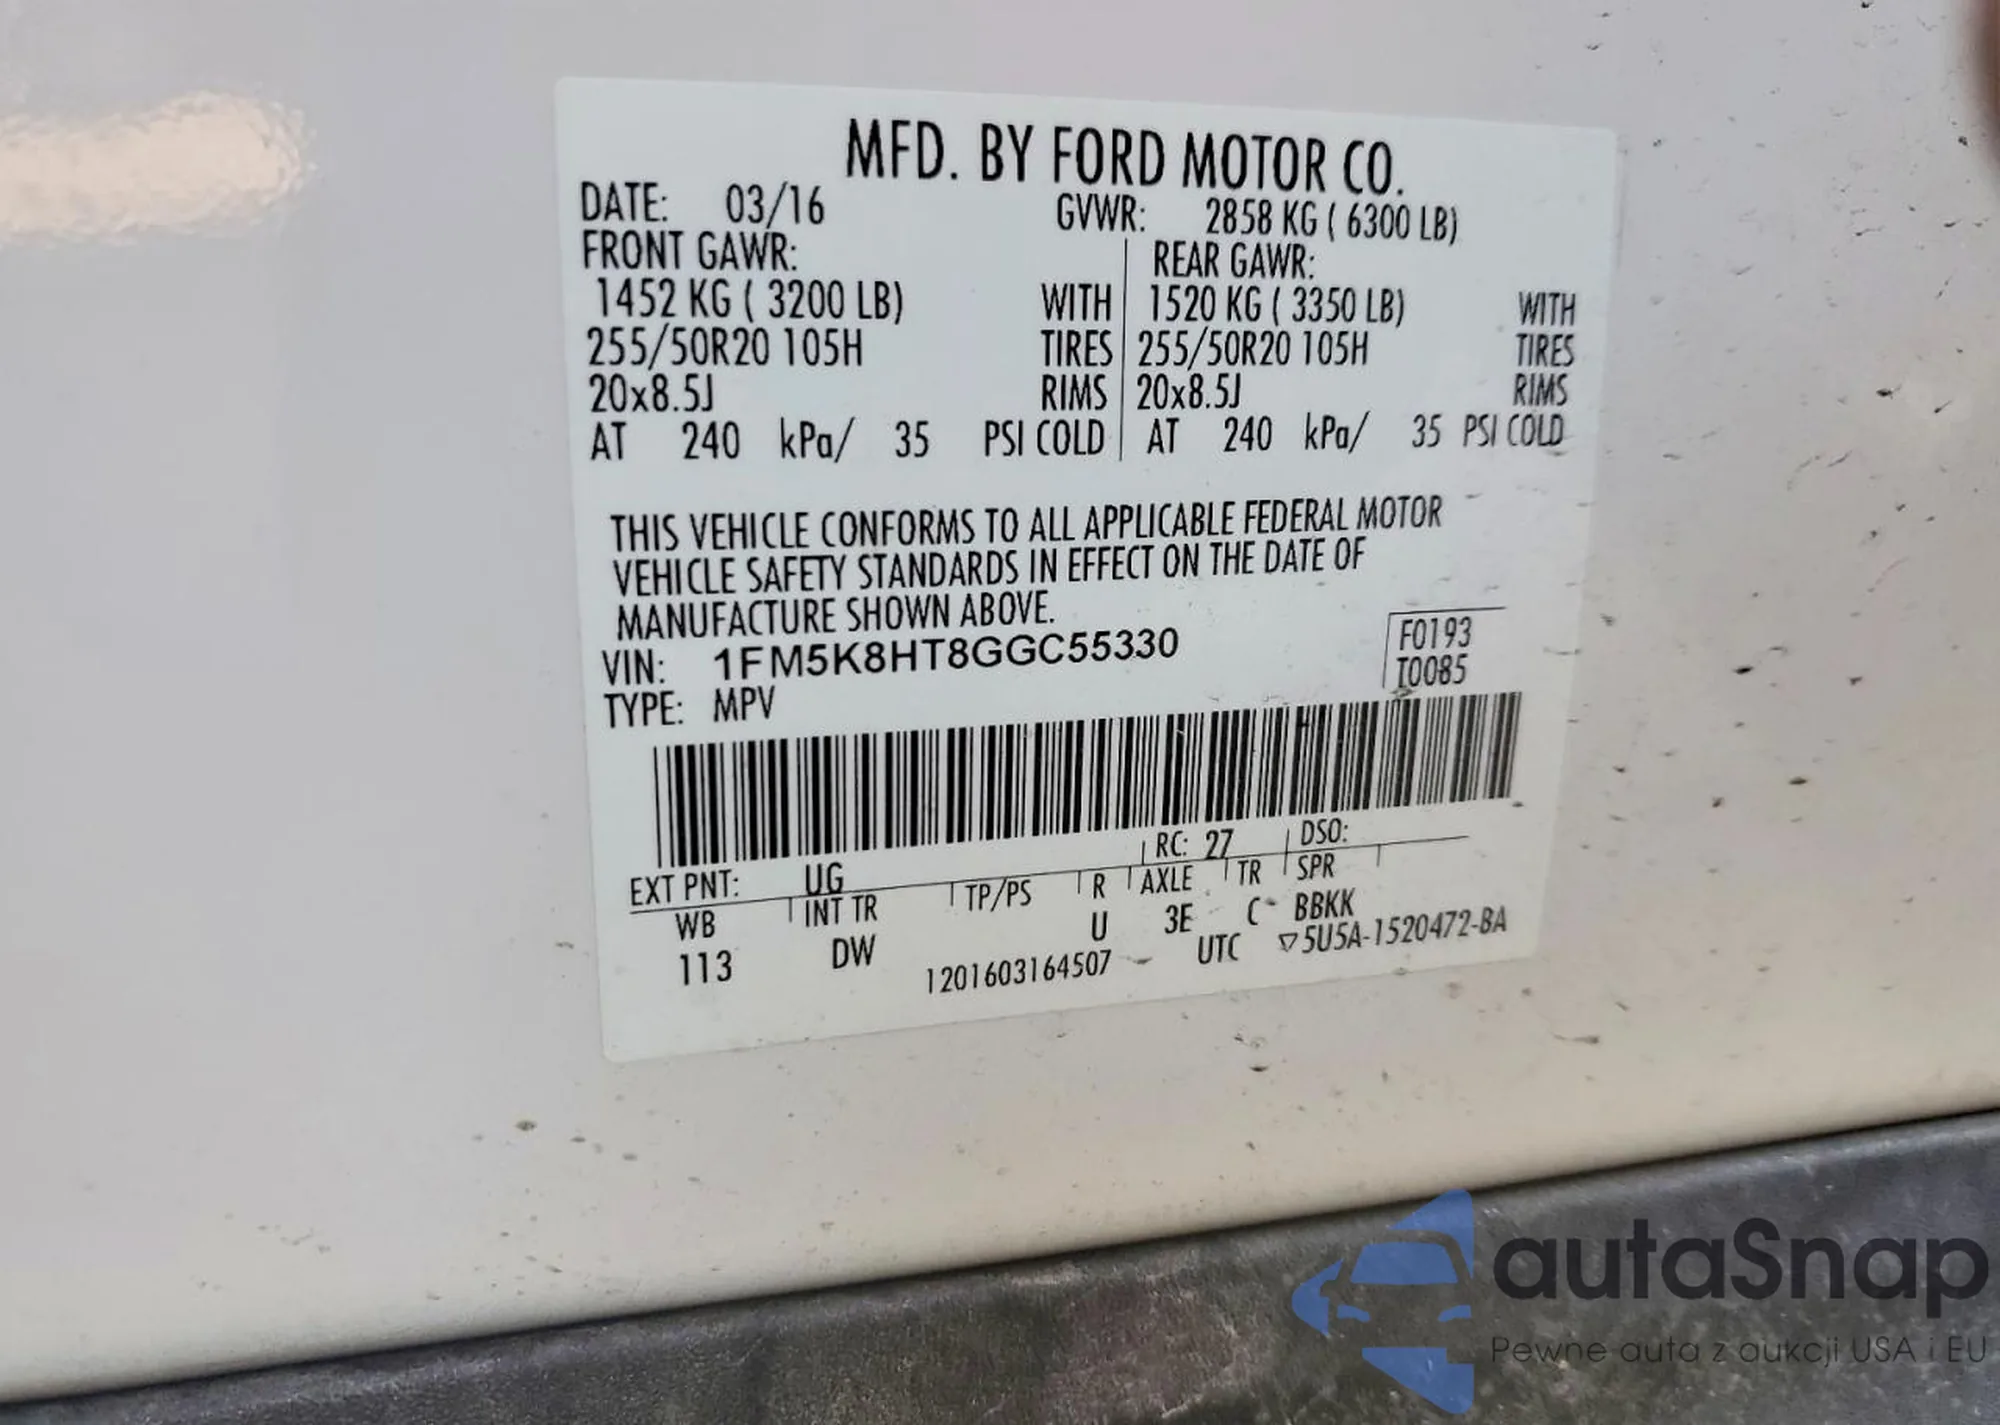 MFD. BY FORD MOTOR CO.
DATE: 03/16 GVWR: 2858 KG ( 6300 LB)
FRONT GAWR: REAR GAWR:
1452 KG ( 3200 LB) WITH 1520 KG ( 3350 LB) WITH
255/50R20 105H TIRES 255/50R20 105H TIRES
20x8.5J RIMS 20x8.5J RIMS
AT 240 kPa/ 35 PSI COLD AT 240 kPa/ 35 PSI COLD
THIS VEHICLE CONFORMS TO ALL APPLICABLE FEDERAL MOTOR
VEHICLE SAFETY STANDARDS IN EFFECT ON THE DATE OF
MANUFACTURE SHOWN ABOVE.
VIN: 1FM5K8HT8GGC55330 F0193
TYPE: MPV T0085
RC: 27 DSO:
EXT PNT: UG
WB INT TR TP/PS R AXLE TR SPR
113 DW U 3E C BBKK
1201603164507 UTC ▽5U5A-1520472-BA
autaSnap
Pewne auta z aukcji USA i EU